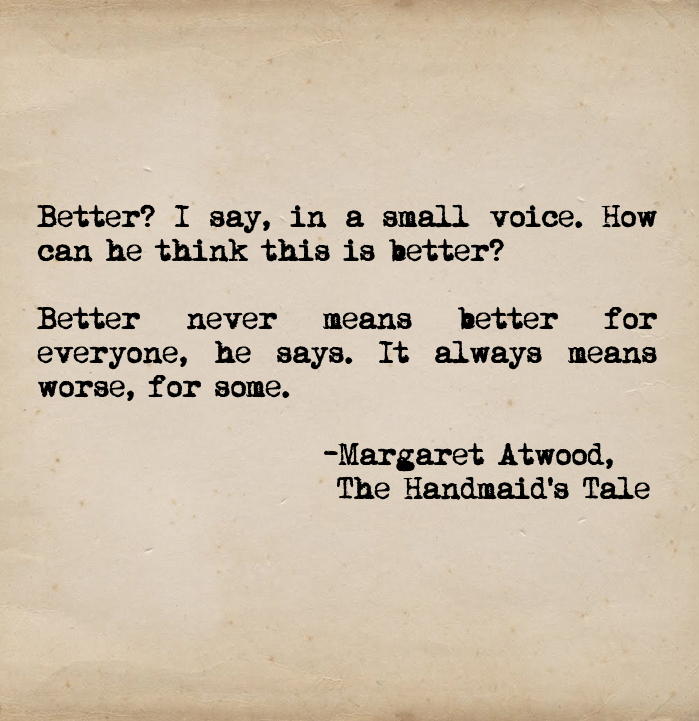 Better? I say, in a small voice. How
can he think this is better?
Better never means better for
everyone, he says. It always means
worse, for some.
-Margaret Atwood,
The Handmaid's Tale